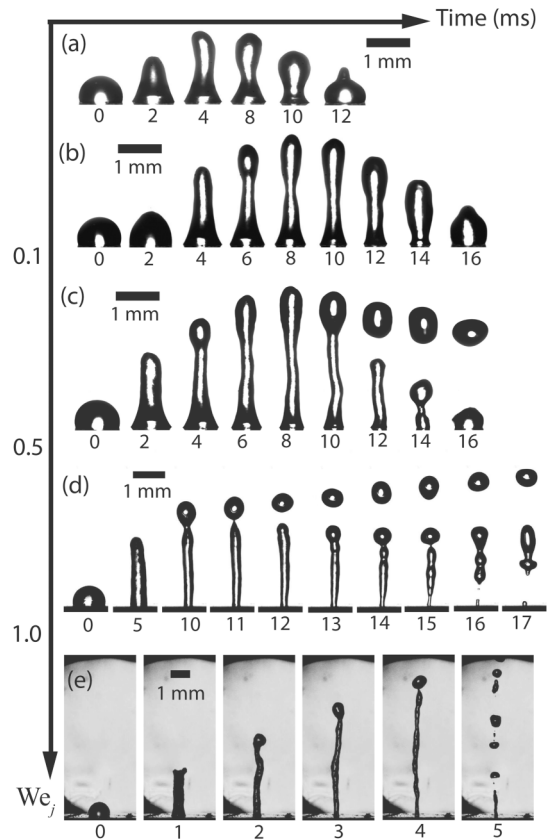 Time (ms)
(a)
1 mm
0 2 4 8 10 12
(b)
1 mm
0 2 4 6 8 10 12 14 16
0.1
(c)
1 mm
0 2 4 6 8 10 12 14 16
0.5
(d)
1 mm
0 5 10 11 12 13 14 15 16 17
1.0
(e)
1 mm
We_j
0 1 2 3 4 5